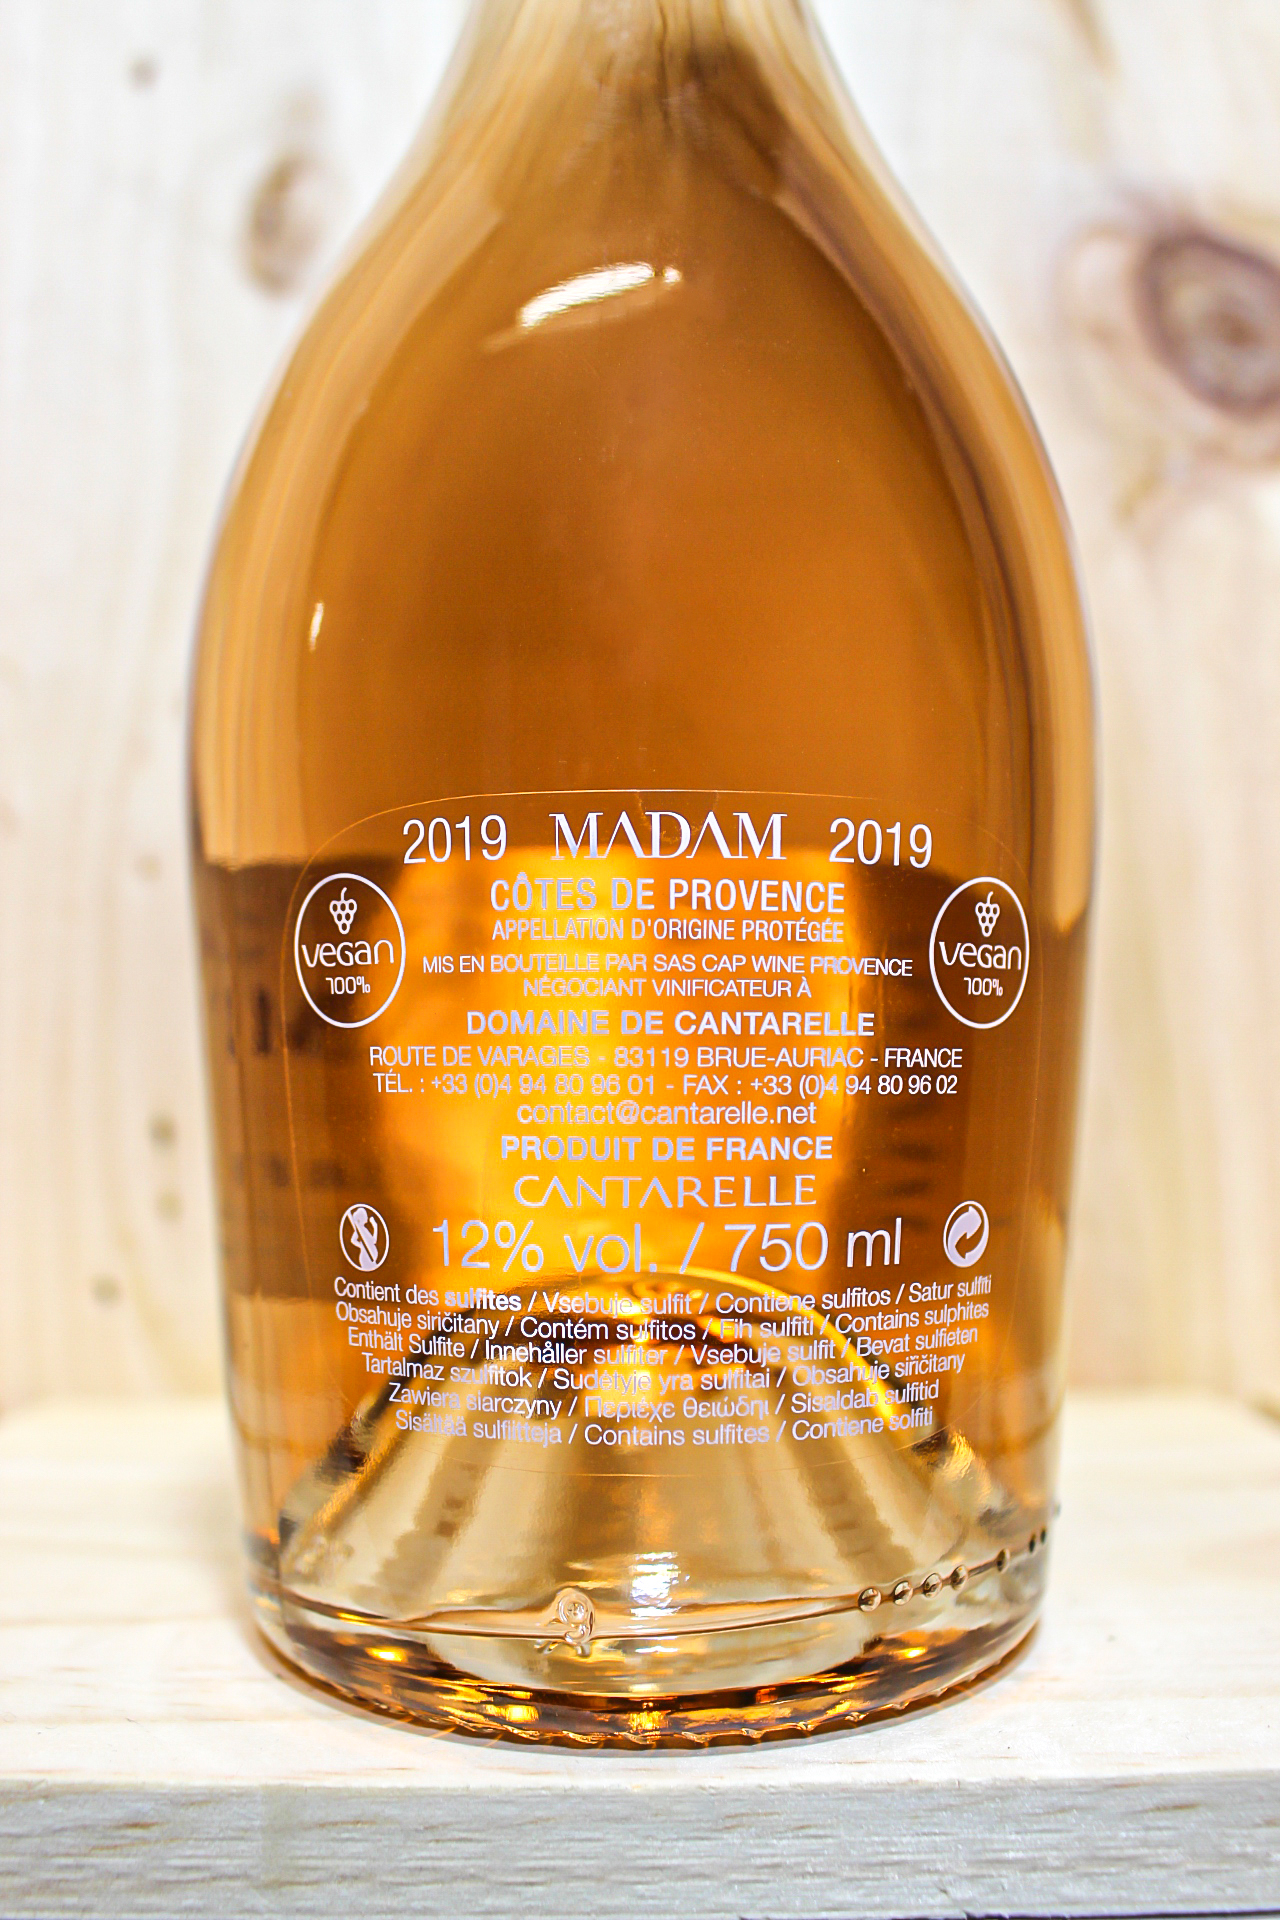 2019 MADAM 2019
CÔTES DE PROVENCE
APPELLATION D'ORIGINE PROTÉGÉE
vegan
100%
MIS EN BOUTEILLE PAR SAS CAP WINE PROVENCE
NÉGOCIANT VINIFICATEUR À
vegan
100%
DOMAINE DE CANTARELLE
ROUTE DE VARAGES - 83119 BRUE-AURIAC - FRANCE
TÉL. : +33 (0)4 94 80 96 01 - FAX : +33 (0)4 94 80 96 02
contact@cantarelle.net
PRODUIT DE FRANCE
CANTARELLE
12% vol. / 750 ml
Contient des sulfites / Vsebuje sulfit / Contiene sulfitos / Satur sulfīti
Obsahuje siričitany / Contém sulfitos / Fih sulfiti / Contains sulphites
Enthält Sulfite / Innehåller sulfiter / Vsebuje sulfit / Bevat sulfieten
Tartalmaz szulfitok / Sudėtyje yra sulfitai / Obsahuje siřičitany
Zawiera siarczyny / Περιέχε θειώδηι / Sisaldab sulfitid
Sisältää sulfiitteja / Contains sulfites / Contiene solfiti